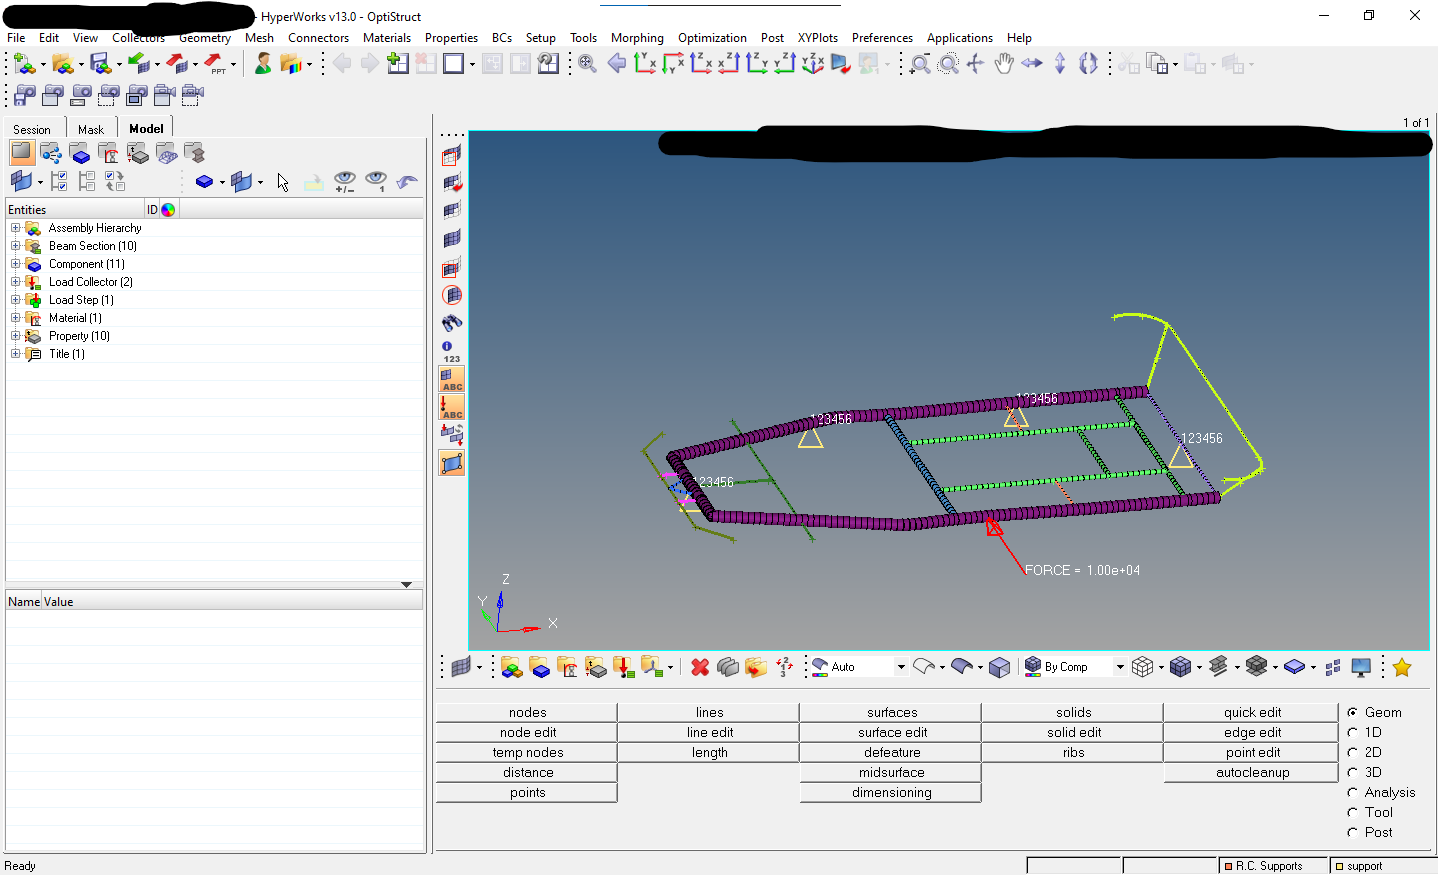 - HyperWorks v13.0 - OptiStruct
File Edit View Collectors Geometry Mesh Connectors Materials Properties BCs Setup Tools Morphing Optimization Post XYPlots Preferences Applications Help
PPT
Session Mask Model
1 of 1
1
Entities ID
Assembly Hierarchy
Beam Section (10)
Component (11)
Load Collector (2)
Load Step (1)
Material (1)
Property (10)
Title (1)
123
ABC
ABC
123456
123456
123456
123456
FORCE = 1.00e+04
Z
Y
X
Name Value
Auto By Comp
nodes lines surfaces solids quick edit Geom
node edit line edit surface edit solid edit edge edit 1D
temp nodes length defeature ribs point edit 2D
distance midsurface autocleanup 3D
points dimensioning Analysis
Tool
Post
Ready R.C. Supports support